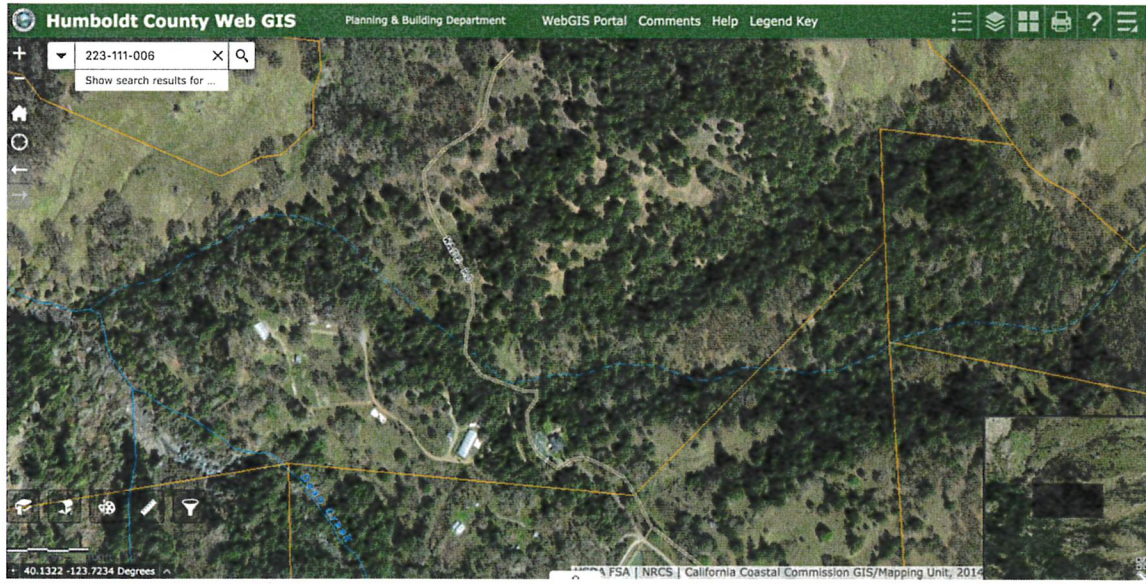 Humboldt County Web GIS
Planning & Building Department
WebGIS Portal Comments Help Legend Key
223-111-006
Show search results for ...
40.1322 -123.7234 Degrees
USDA FSA | NRCS | California Coastal Commission GIS/Mapping Unit, 2014